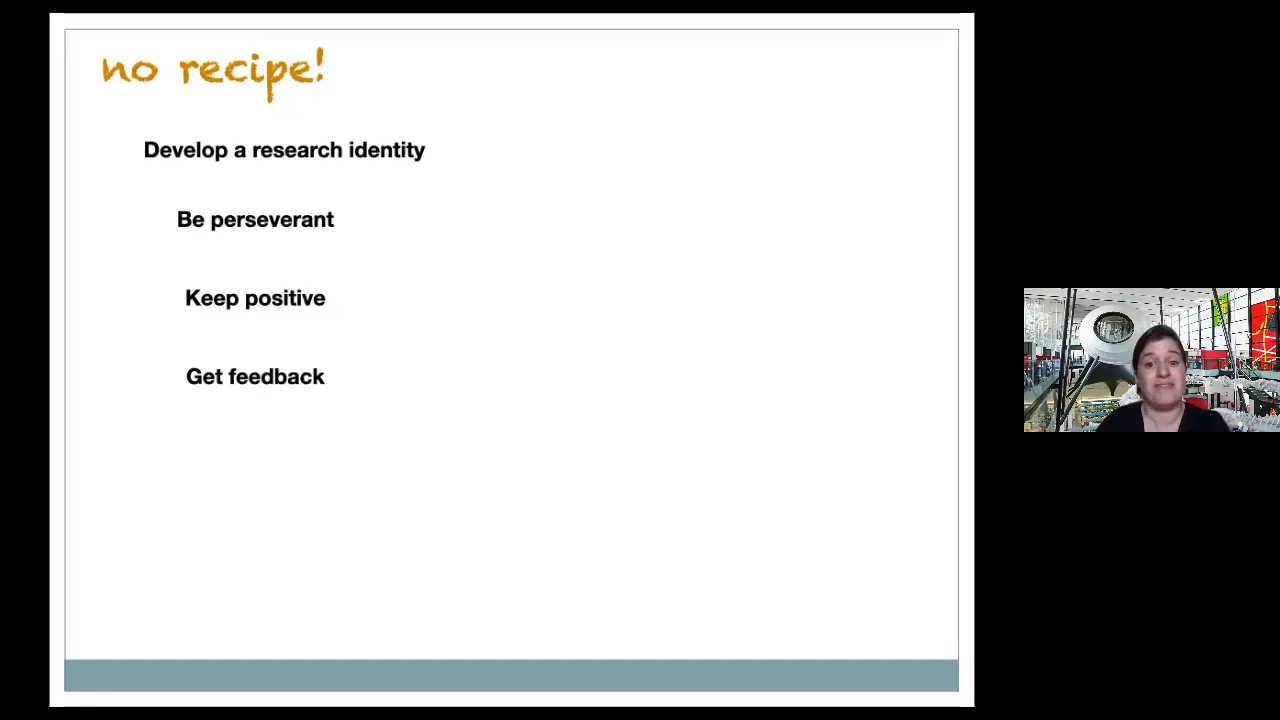 no recipe!
Develop a research identity
Be perseverant
Keep positive
Get feedback